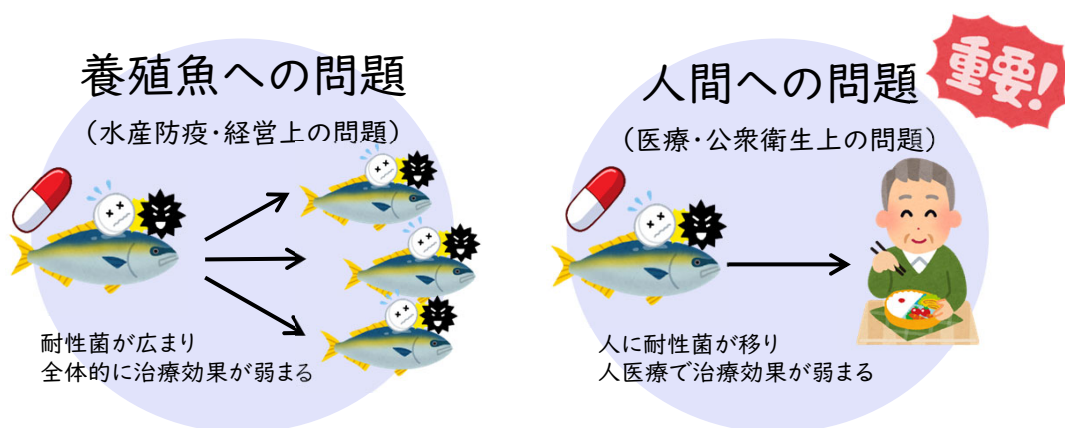 養殖魚への問題
(水産防疫・経営上の問題)
耐性菌が広まり
全体的に治療効果が弱まる
人間への問題
重要!
(医療・公衆衛生上の問題)
人に耐性菌が移り
人医療で治療効果が弱まる